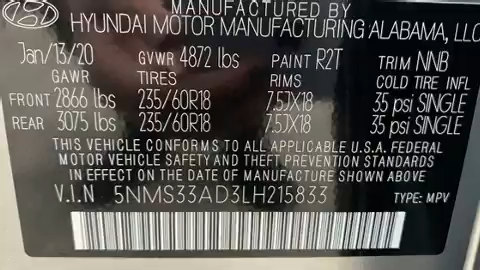 MANUFACTURED BY
HYUNDAI MOTOR MANUFACTURING ALABAMA, LLC
Jan/13/20 GVWR 4872 lbs PAINT R2T TRIM NNB
GAWR TIRES RIMS COLD TIRE INFL
FRONT 2866 lbs 235/60R18 7.5JX18 35 psi SINGLE
REAR 3075 lbs 235/60R18 7.5JX18 35 psi SINGLE
THIS VEHICLE CONFORMS TO ALL APPLICABLE U.S.A. FEDERAL
MOTOR VEHICLE SAFETY AND THEFT PREVENTION STANDARDS
IN EFFECT ON THE DATE OF MANUFACTURE SHOWN ABOVE.
V.I.N 5NMS33AD3LH215833 TYPE: MPV